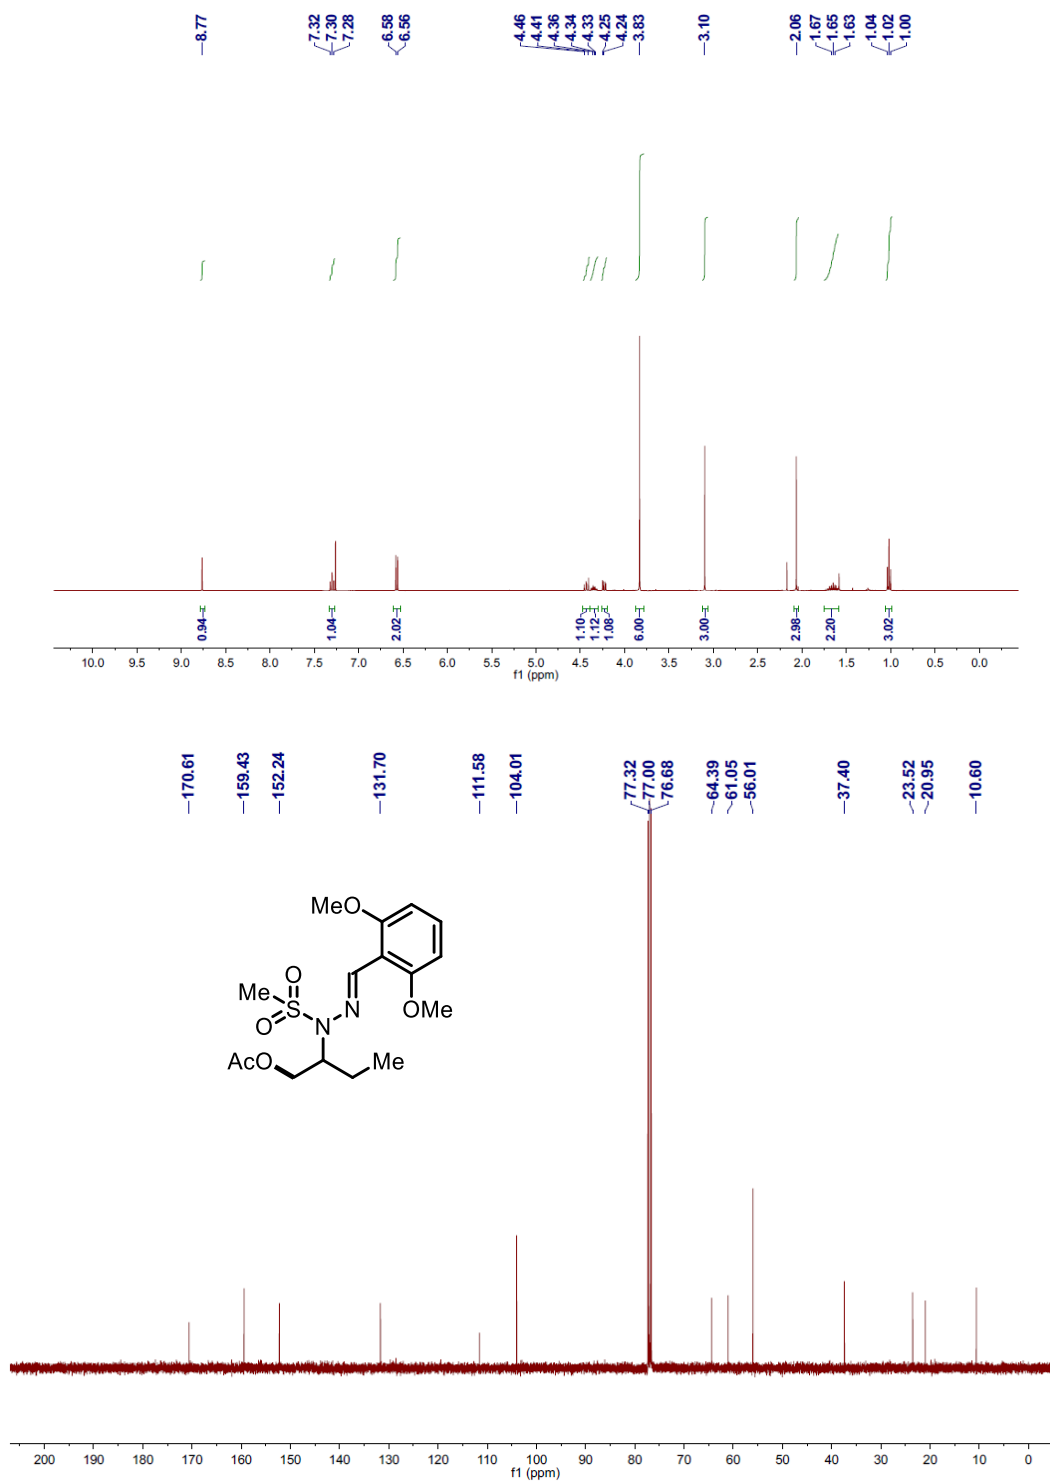 8.77 7.32 7.30 7.28 6.58 6.56 4.46 4.41 4.36 4.34 4.33 4.25 4.24 3.83 3.10 2.06 1.67 1.65 1.63 1.04 1.02 1.00
0.94 1.04 2.02 1.10 1.12 1.08 6.00 3.00 2.98 2.20 3.02
10.0 9.5 9.0 8.5 8.0 7.5 7.0 6.5 6.0 5.5 5.0 4.5 4.0 3.5 3.0 2.5 2.0 1.5 1.0 0.5 0.0
f1 (ppm)
170.61 159.43 152.24 131.70 111.58 104.01 77.32 77.00 76.68 64.39 61.05 56.01 37.40 23.52 20.95 10.60
MeO
O
Me S N OMe
O N
AcO Me
200 190 180 170 160 150 140 130 120 110 100 90 80 70 60 50 40 30 20 10 0
f1 (ppm)